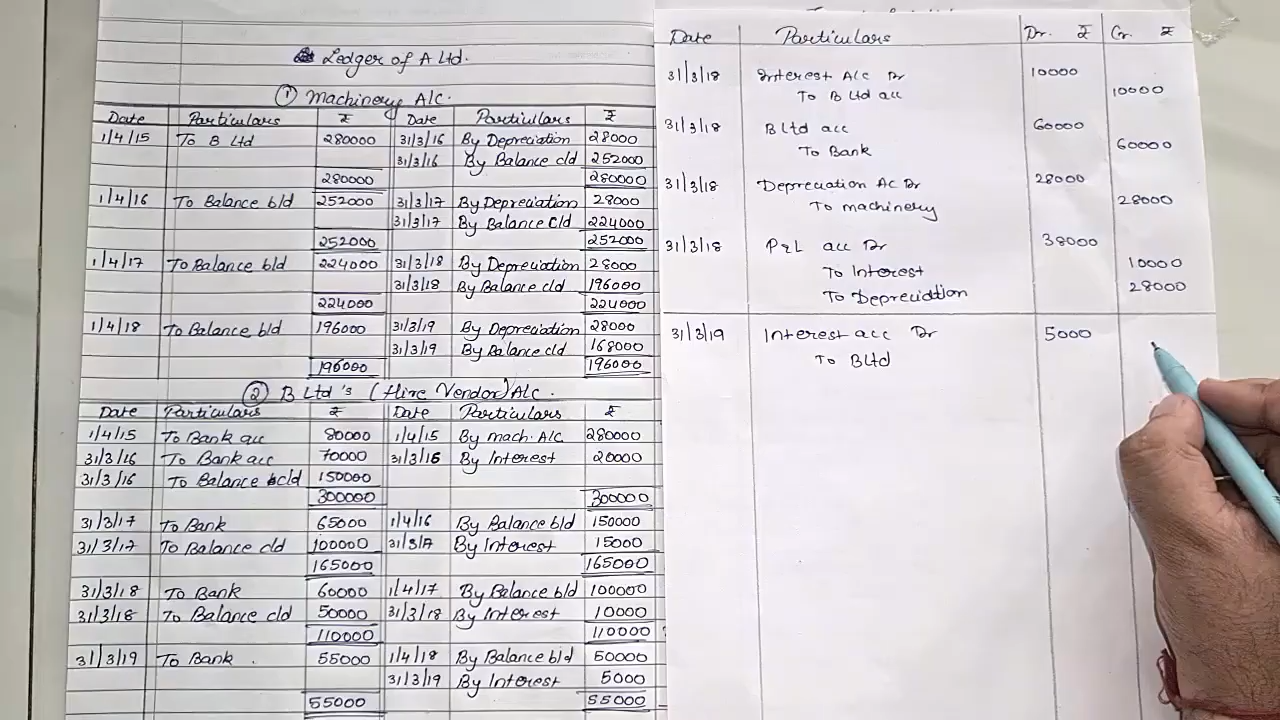 Ledger of A Ltd.
① Machinery A/c.
Date Particulars ₹ Date Particullars ₹
1/4/15 To B Ltd 280000 31/3/16 By Depreciation 28000
31/3/16 By Balance c/d 252000
280000 280000
1/4/16 To Balance b/d 252000 31/3/17 By Depreciation 28000
31/3/17 By Balance C/d 224000
252000 252000
1/4/17 To Balance b/d 224000 31/3/18 By Depreciation 28000
31/3/18 By Balance c/d 196000
224000 224000
1/4/18 To Balance b/d 196000 31/3/19 By Depreciation 28000
31/3/19 By Balance c/d 168000
196000 196000
② B Ltd's (Hire Vendor) A/c.
Date Particulars ₹ Date Particulars ₹
1/4/15 To Bank acc 80000 1/4/15 By mach. A/c 280000
31/3/16 To Bank acc 70000 31/3/16 By Interest 20000
31/3/16 To Balance c/d 150000
300000 300000
31/3/17 To Bank 65000 1/4/16 By Balance b/d 150000
31/3/17 To Balance c/d 100000 31/3/17 By Interest 15000
165000 165000
31/3/18 To Bank 60000 1/4/17 By Balance b/d 100000
31/3/18 To Balance c/d 50000 31/3/18 By Interest 10000
110000 110000
31/3/19 To Bank . 55000 1/4/18 By Balance b/d 50000
31/3/19 By Interest 5000
55000 55000
Date Particulars Dr. ₹ Cr. ₹
31/3/18 Interest A/c Dr 10000
To B Ltd acc 10000
31/3/18 B Ltd acc 60000
To Bank 60000
31/3/18 Depreciation Ac Dr 28000
To machinery 28000
31/3/18 P&L acc Dr 38000
To Interest 10000
To Depreciation 28000
31/3/19 Interest acc Dr 5000
To B Ltd